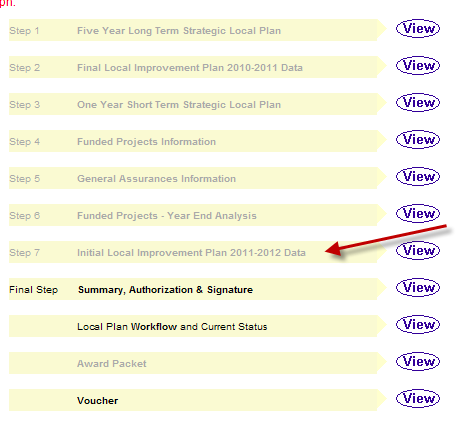 Step 1 Five Year Long Term Strategic Local Plan View
Step 2 Final Local Improvement Plan 2010-2011 Data View
Step 3 One Year Short Term Strategic Local Plan View
Step 4 Funded Projects Information View
Step 5 General Assurances Information View
Step 6 Funded Projects - Year End Analysis View
Step 7 Initial Local Improvement Plan 2011-2012 Data View
Final Step Summary, Authorization & Signature View
Local Plan Workflow and Current Status View
Award Packet View
Voucher View